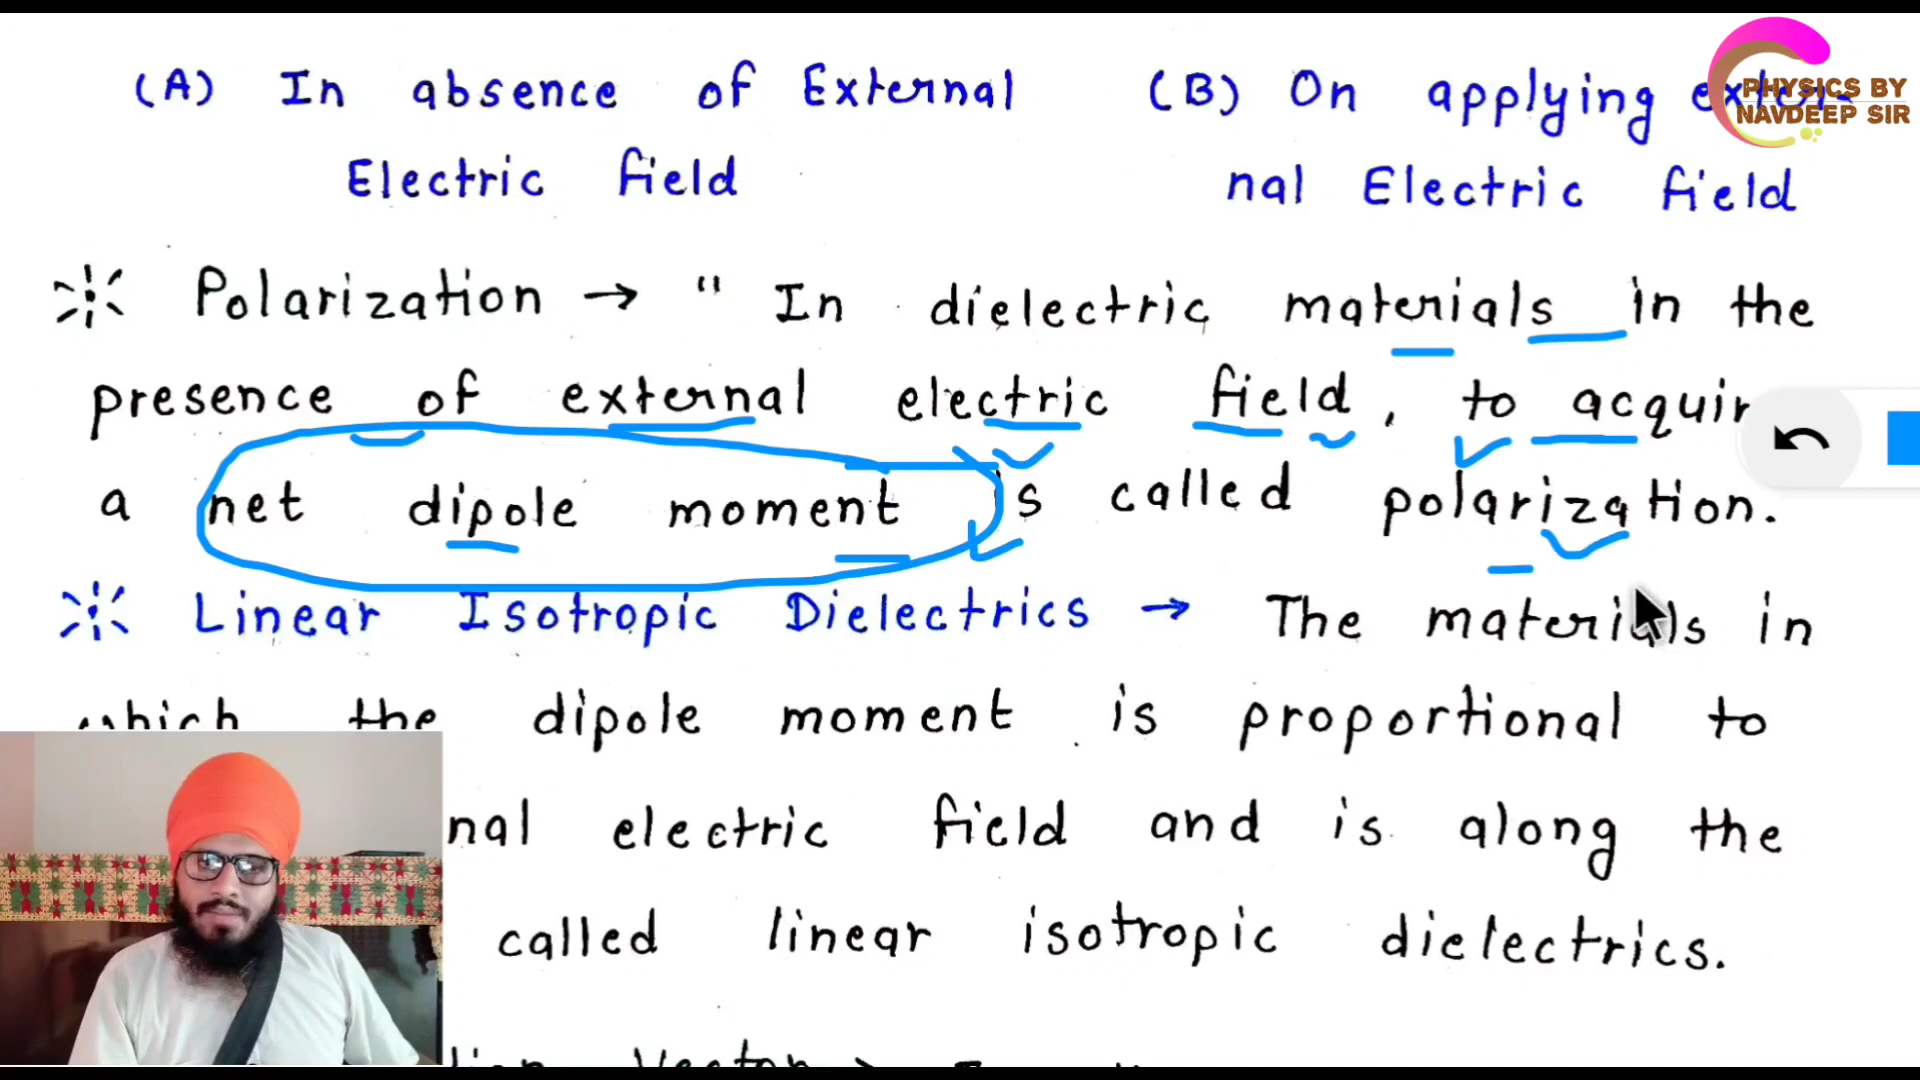 (A) In absence of External
Electric field
(B) On applying exter-
nal Electric field
PHYSICS BY
NAVDEEP SIR
Polarization → " In dielectric materials in the
presence of external electric field, to acquir
a net dipole moment is called polarization.
Linear Isotropic Dielectrics → The materials in
which the dipole moment is proportional to
nal electric field and is along the
called linear isotropic dielectrics.